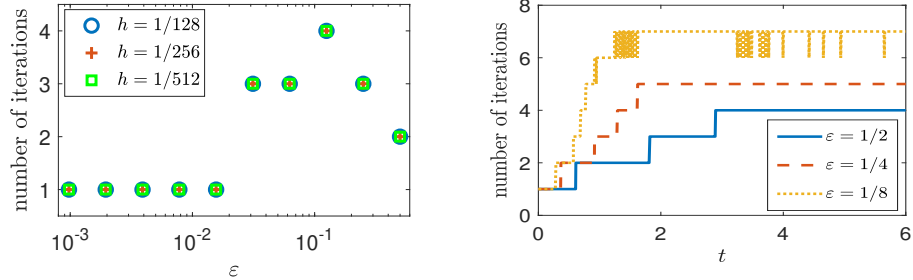 number of iterations
4
3
2
1
h = 1/128
h = 1/256
h = 1/512
10⁻³
10⁻²
10⁻¹
ε
number of iterations
8
6
4
2
0
ε = 1/2
ε = 1/4
ε = 1/8
0
2
4
6
t